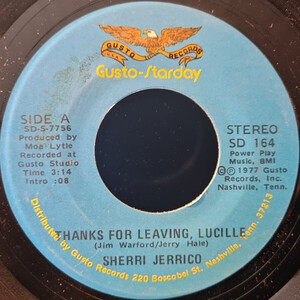 GUSTO RECORDS
Gusto-Starday
SIDE A
SD-S-7756
Produced by
Moe Lytle
Recorded at
Gusto Studio
Time 3:14
Intro :08
STEREO
SD 164
Power Play
Music, BMI
℗ © 1977 Gusto
Records, Inc.
Nashville, Tenn.
THANKS FOR LEAVING, LUCILLE
(Jim Warford/Jerry Hale)
SHERRI JERRICO
Distributed by Gusto Records 220 Boscobel St. Nashville, Tenn. 37213